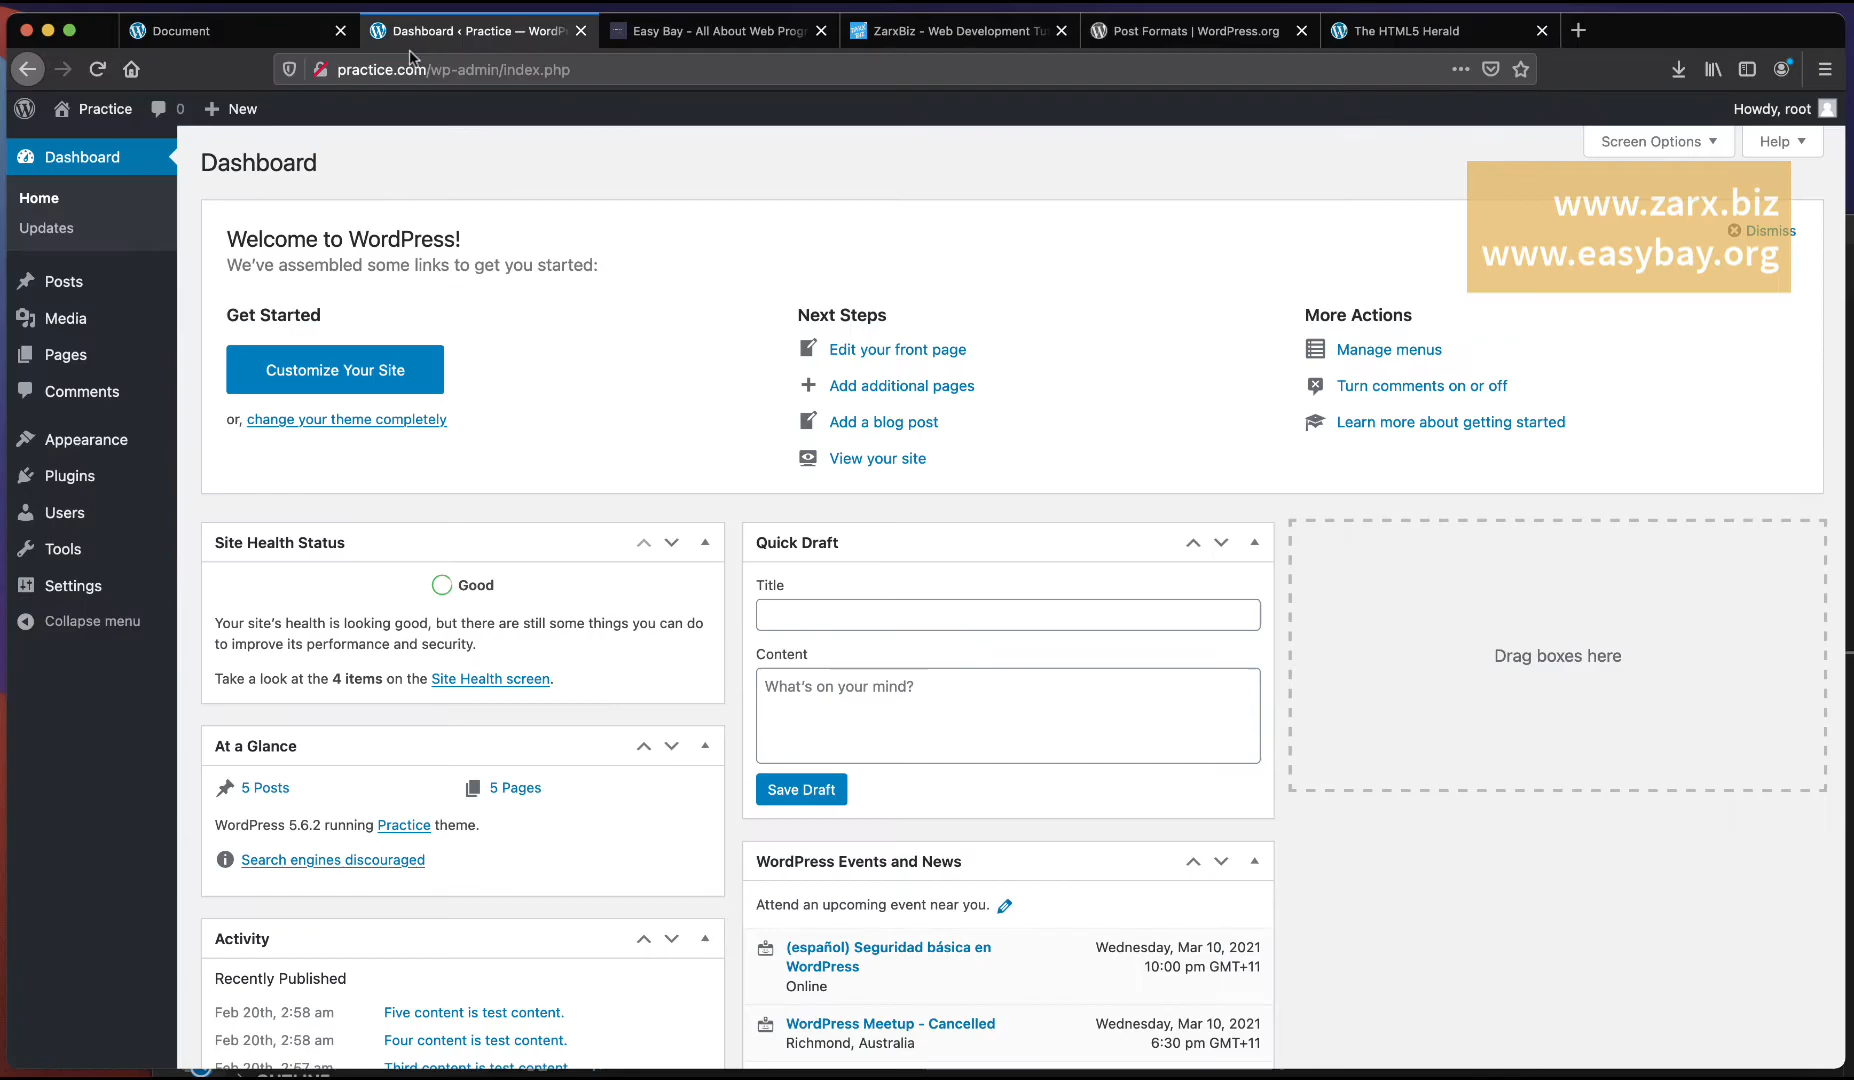 Document
Dashboard ‹ Practice — WordP
Easy Bay - All About Web Progr
ZarxBiz - Web Development Tu
Post Formats | WordPress.org
The HTML5 Herald
practice.com/wp-admin/index.php
Practice
0
New
Howdy, root
Dashboard
Home
Updates
Posts
Media
Pages
Comments
Appearance
Plugins
Users
Tools
Settings
Collapse menu
Dashboard
Screen Options
Help
www.zarx.biz
www.easybay.org
Dismiss
Welcome to WordPress!
We've assembled some links to get you started:
Get Started
Customize Your Site
or, change your theme completely
Next Steps
Edit your front page
Add additional pages
Add a blog post
View your site
More Actions
Manage menus
Turn comments on or off
Learn more about getting started
Site Health Status
Good
Your site's health is looking good, but there are still some things you can do
to improve its performance and security.
Take a look at the 4 items on the Site Health screen.
At a Glance
5 Posts
5 Pages
WordPress 5.6.2 running Practice theme.
Search engines discouraged
Activity
Recently Published
Feb 20th, 2:58 am
Five content is test content.
Feb 20th, 2:58 am
Four content is test content.
Feb 20th, 2:57 am
Third content is test content.
Quick Draft
Title
Content
What's on your mind?
Save Draft
WordPress Events and News
Attend an upcoming event near you.
(español) Seguridad básica en
WordPress
Online
Wednesday, Mar 10, 2021
10:00 pm GMT+11
WordPress Meetup - Cancelled
Richmond, Australia
Wednesday, Mar 10, 2021
6:30 pm GMT+11
Drag boxes here
OUTLINE